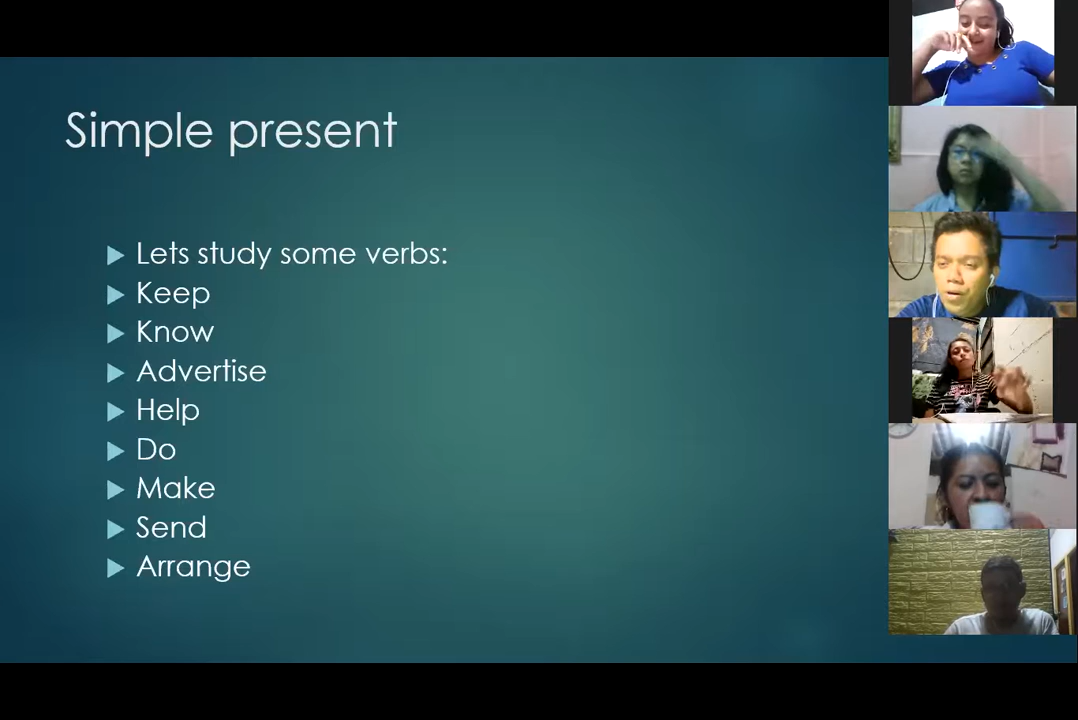 Simple present
Lets study some verbs:
Keep
Know
Advertise
Help
Do
Make
Send
Arrange